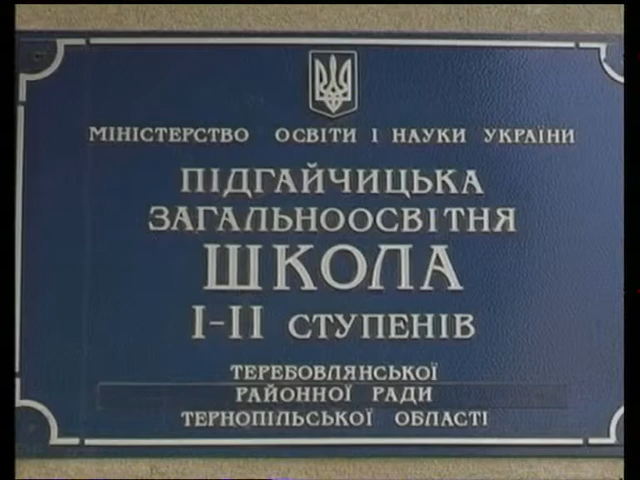 МІНІСТЕРСТВО ОСВІТИ І НАУКИ УКРАЇНИ
ПІДГАЙЧИЦЬКА
ЗАГАЛЬНООСВІТНЯ
ШКОЛА
І-ІІ СТУПЕНІВ
ТЕРЕБОВЛЯНСЬКОЇ
РАЙОННОЇ РАДИ
ТЕРНОПІЛЬСЬКОЇ ОБЛАСТІ